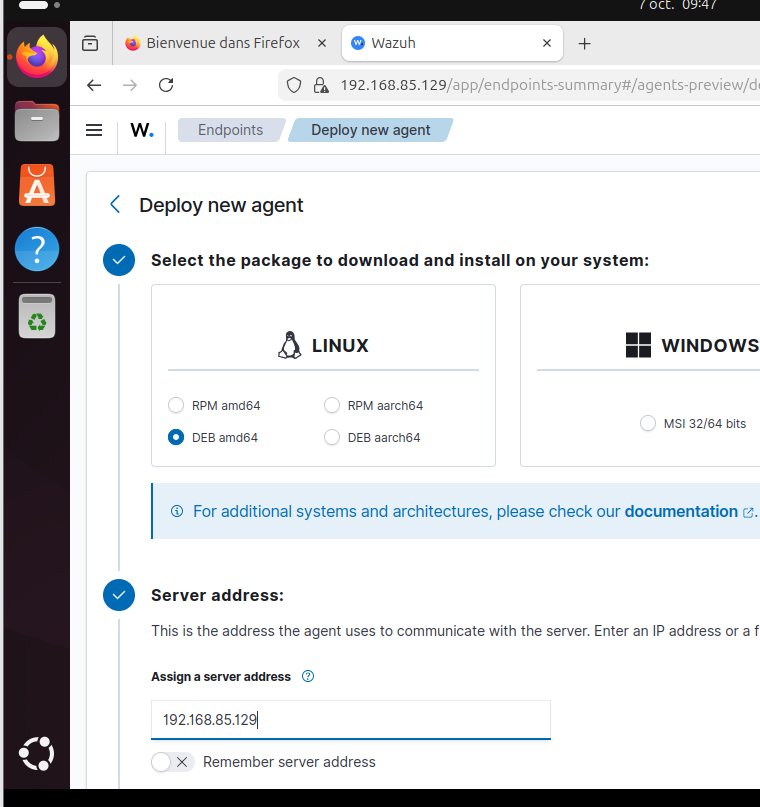 7 oct. 09:47
Bienvenue dans Firefox
Wazuh
192.168.85.129/app/endpoints-summary#/agents-preview/de
W.
Endpoints
Deploy new agent
Deploy new agent
Select the package to download and install on your system:
LINUX
WINDOWS
RPM amd64
RPM aarch64
DEB amd64
DEB aarch64
MSI 32/64 bits
For additional systems and architectures, please check our documentation.
Server address:
This is the address the agent uses to communicate with the server. Enter an IP address or a f
Assign a server address
192.168.85.129
Remember server address